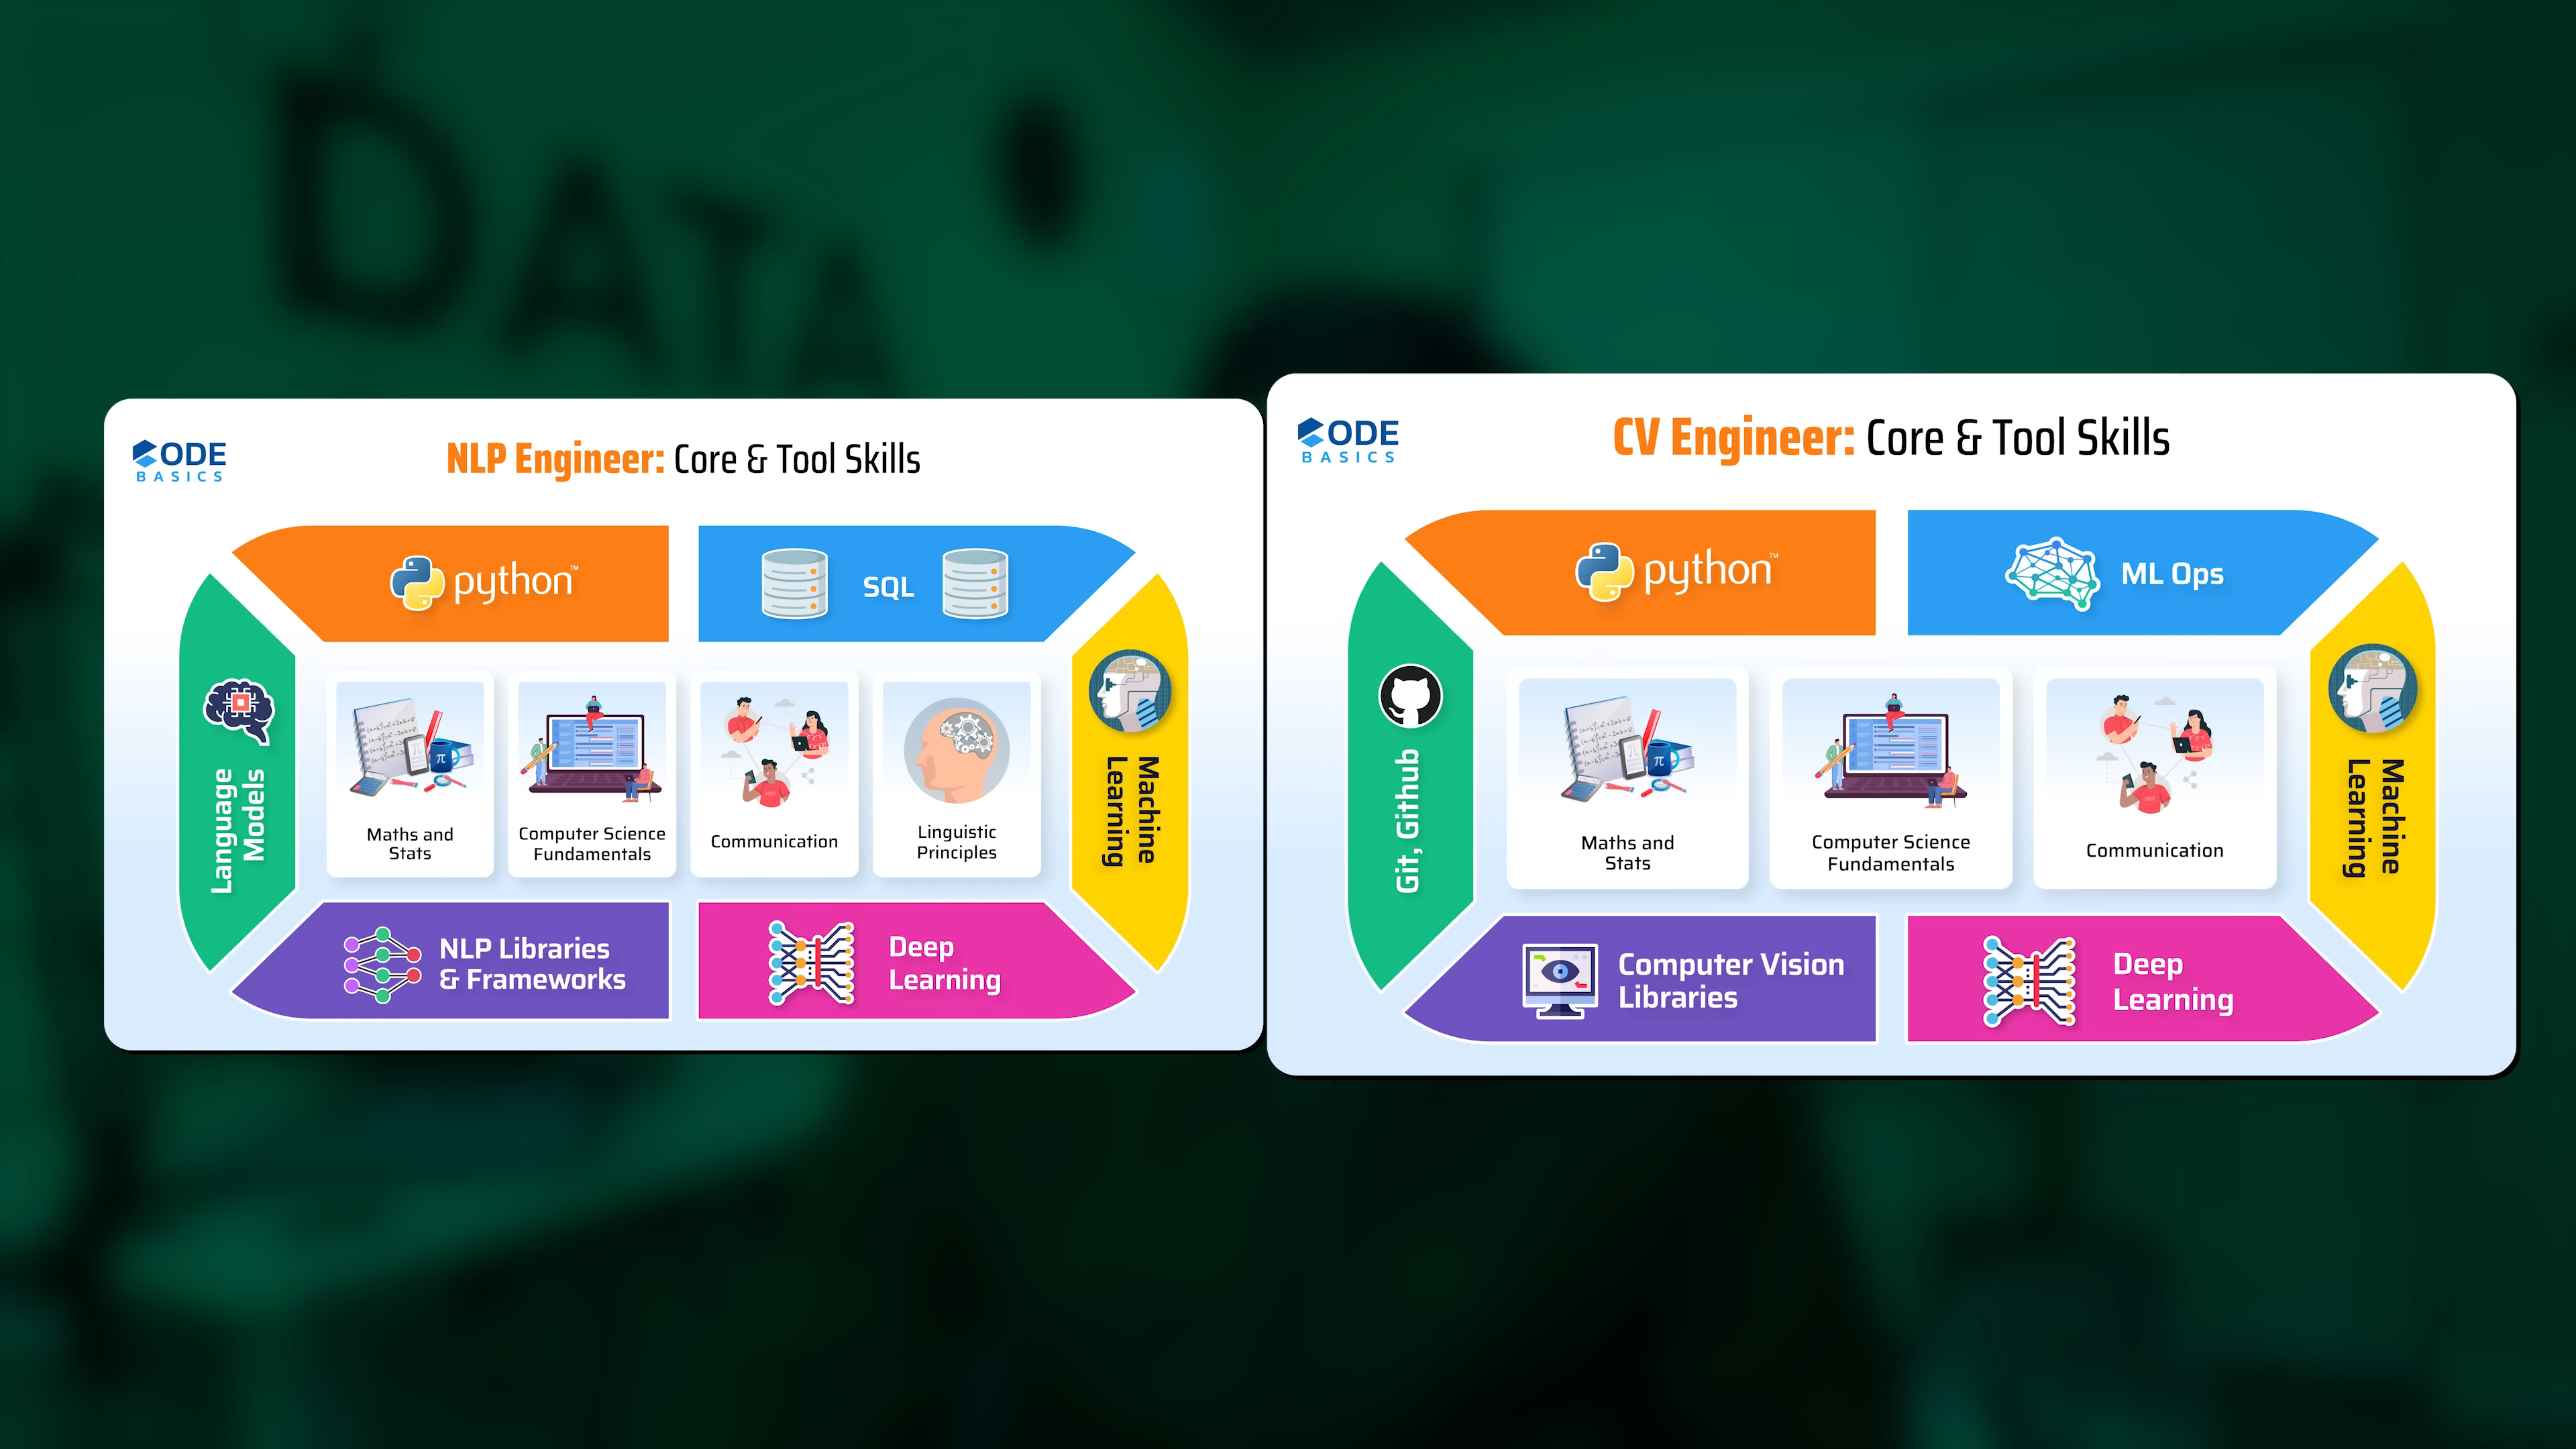 DATA
CODE
BASICS
NLP Engineer: Core & Tool Skills
python™
SQL
Language
Models
Machine
Learning
Maths and
Stats
Computer Science
Fundamentals
Communication
Linguistic
Principles
NLP Libraries
& Frameworks
Deep
Learning
CODE
BASICS
CV Engineer: Core & Tool Skills
python™
ML Ops
Git, Github
Machine
Learning
Maths and
Stats
Computer Science
Fundamentals
Communication
Computer Vision
Libraries
Deep
Learning